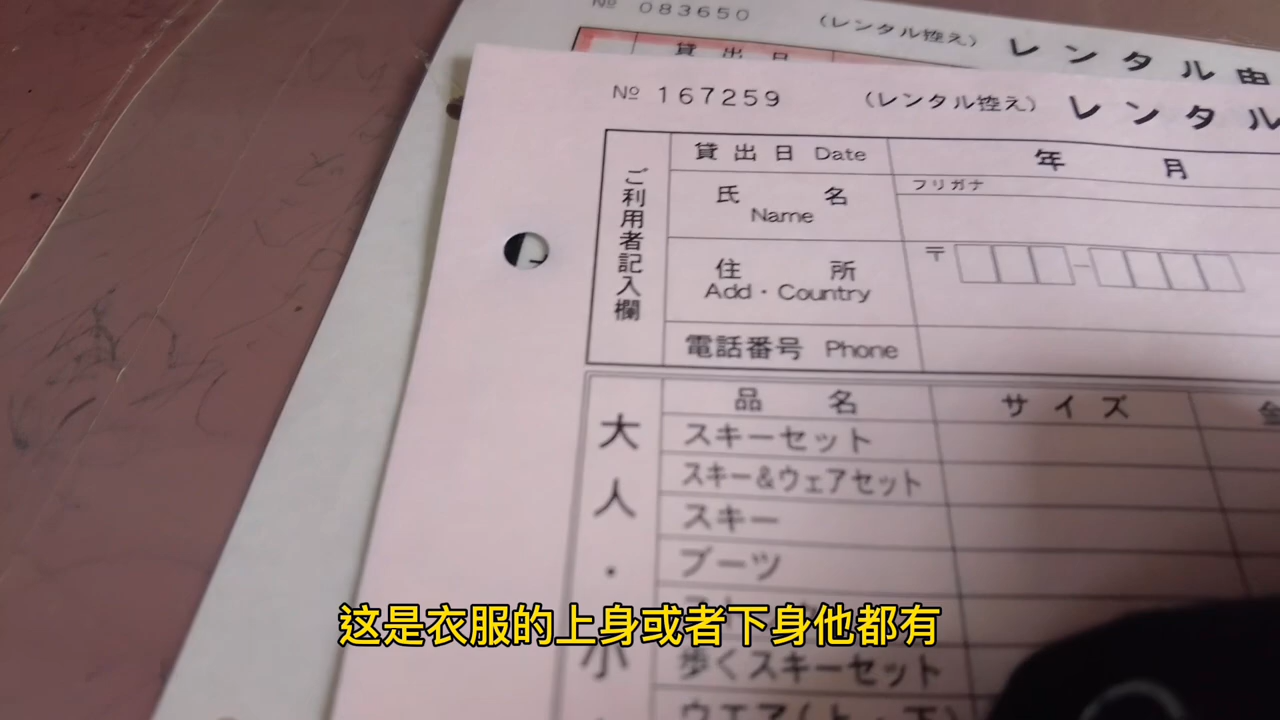 № 083650 （レンタル控え） レンタル申
貸出日
№ 167259 （レンタル控え） レンタル
ご利用者記入欄
貸出日 Date 年 月
フリガナ
氏名
Name
〒
住所
Add・Country
電話番号 Phone
大人・小
品名 サイズ 金
スキーセット
スキー&ウェアセット
スキー
ブーツ
歩くスキーセット
ウエア(上・下)
这是衣服的上身或者下身他都有